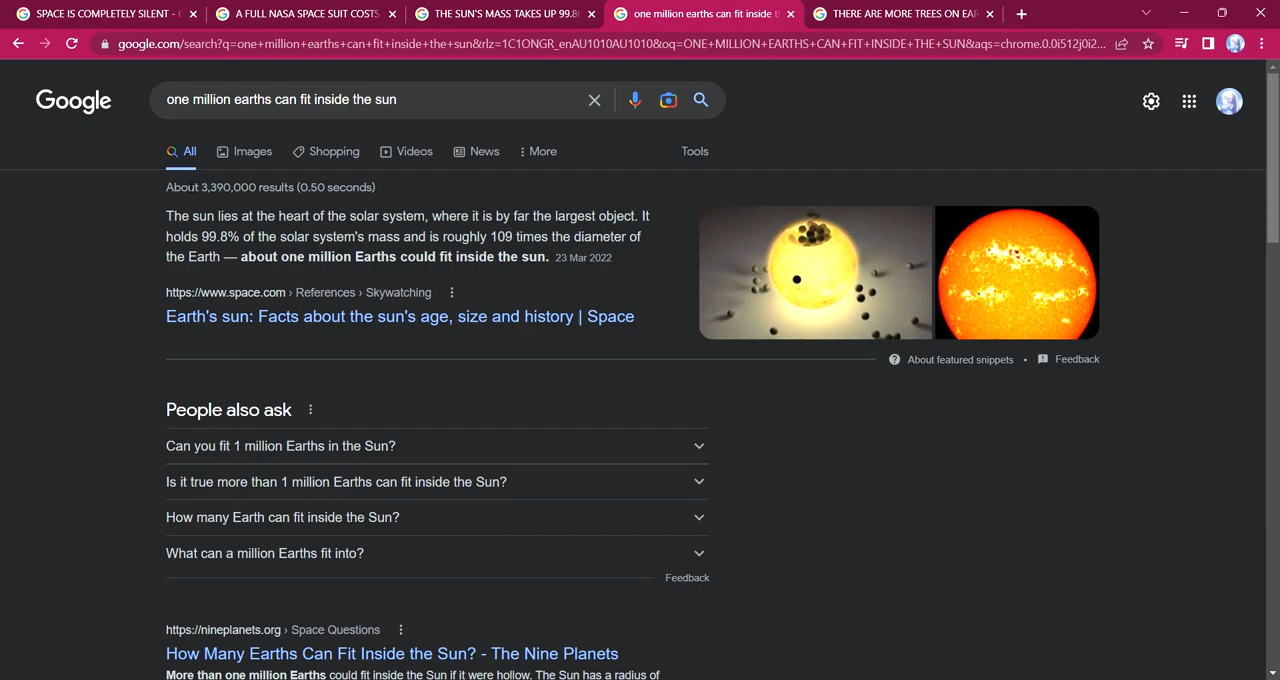 SPACE IS COMPLETELY SILENT -
A FULL NASA SPACE SUIT COSTS
THE SUN'S MASS TAKES UP 99.8
one million earths can fit inside t
THERE ARE MORE TREES ON EAR
google.com/search?q=one+million+earths+can+fit+inside+the+sun&rlz=1C1ONGR_enAU1010AU1010&oq=ONE+MILLION+EARTHS+CAN+FIT+INSIDE+THE+SUN&aqs=chrome.0.0i512j0i2...
Google
one million earths can fit inside the sun
All
Images
Shopping
Videos
News
More
Tools
About 3,390,000 results (0.50 seconds)
The sun lies at the heart of the solar system, where it is by far the largest object. It
holds 99.8% of the solar system's mass and is roughly 109 times the diameter of
the Earth — about one million Earths could fit inside the sun. 23 Mar 2022
https://www.space.com › References › Skywatching
Earth's sun: Facts about the sun's age, size and history | Space
About featured snippets • Feedback
People also ask
Can you fit 1 million Earths in the Sun?
Is it true more than 1 million Earths can fit inside the Sun?
How many Earth can fit inside the Sun?
What can a million Earths fit into?
Feedback
https://nineplanets.org › Space Questions
How Many Earths Can Fit Inside the Sun? - The Nine Planets
More than one million Earths could fit inside the Sun if it were hollow. The Sun has a radius of